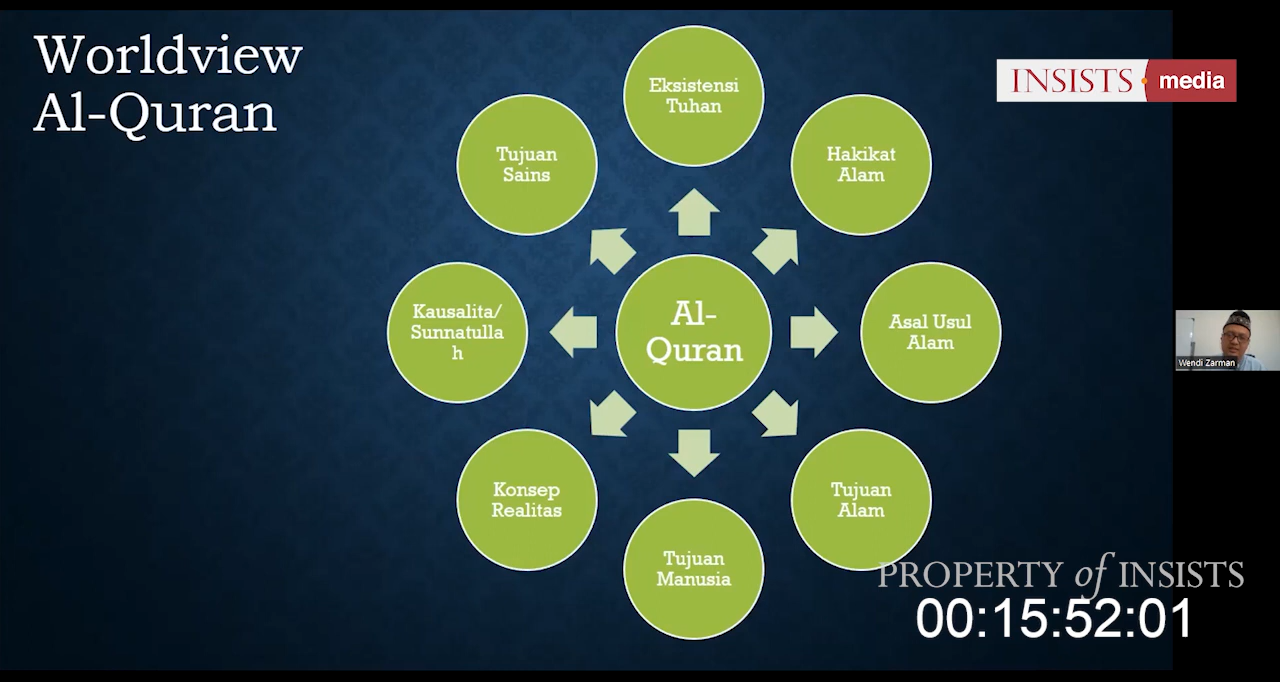 Worldview
Al-Quran
INSISTS media
Eksistensi
Tuhan
Hakikat
Alam
Asal Usul
Alam
Tujuan
Alam
Tujuan
Manusia
Konsep
Realitas
Kausalita/
Sunnatulla
h
Tujuan
Sains
Al-
Quran
Wendi Zarman
PROPERTY of INSISTS
00:15:52:01